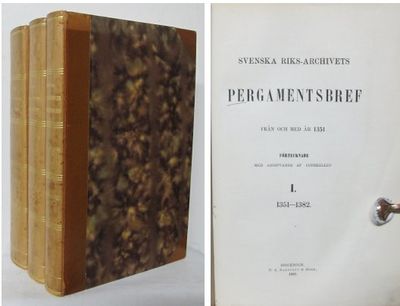 SVENSKA RIKS-ARCHIVETS
PERGAMENTSBREF
FRÅN OCH MED ÅR 1351
FÖRTECKNADE
MED ANGIFVANDE AF INNEHÅLLET
I.
1351—1382.
STOCKHOLM,